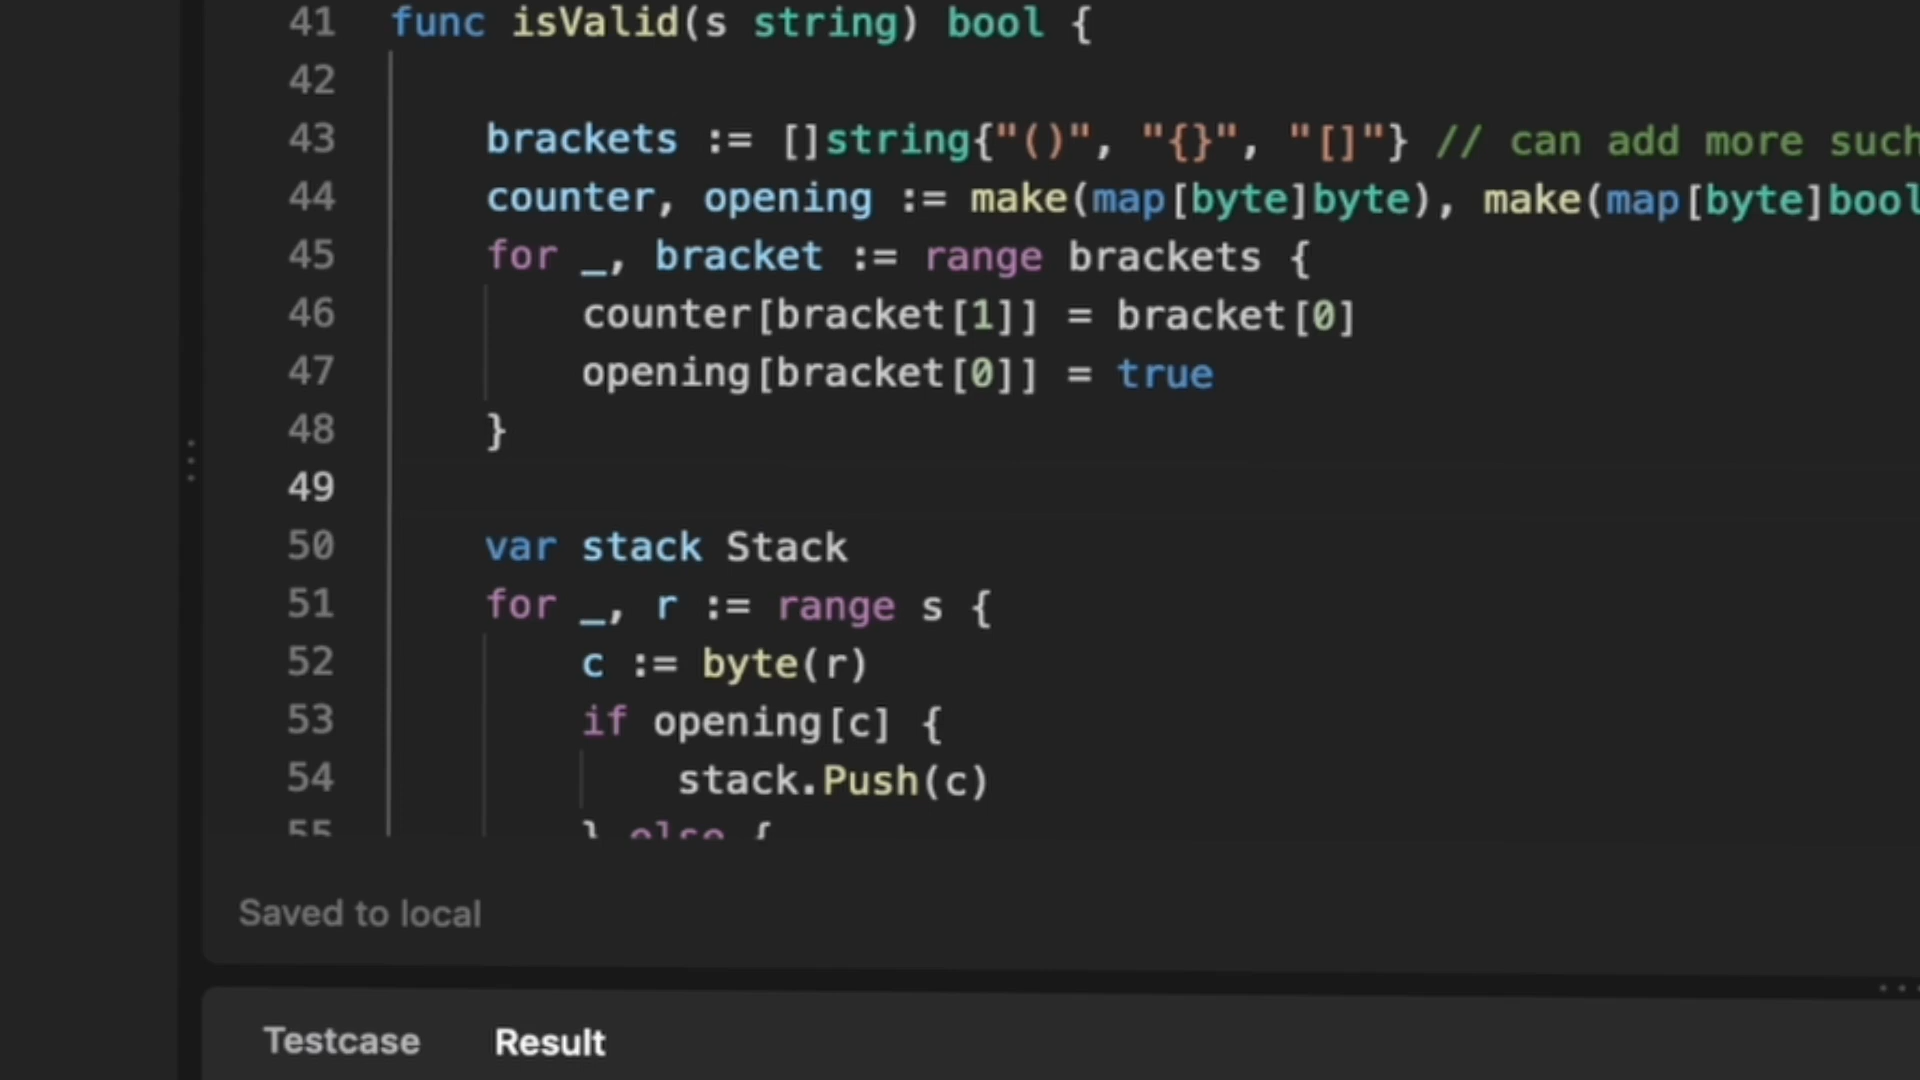 41 func isValid(s string) bool {
42
43 brackets := []string{"()", "{}", "[]"} // can add more such
44 counter, opening := make(map[byte]byte), make(map[byte]bool
45 for _, bracket := range brackets {
46 counter[bracket[1]] = bracket[0]
47 opening[bracket[0]] = true
48 }
49
50 var stack Stack
51 for _, r := range s {
52 c := byte(r)
53 if opening[c] {
54 stack.Push(c)
55 } else {
Saved to local
Testcase Result